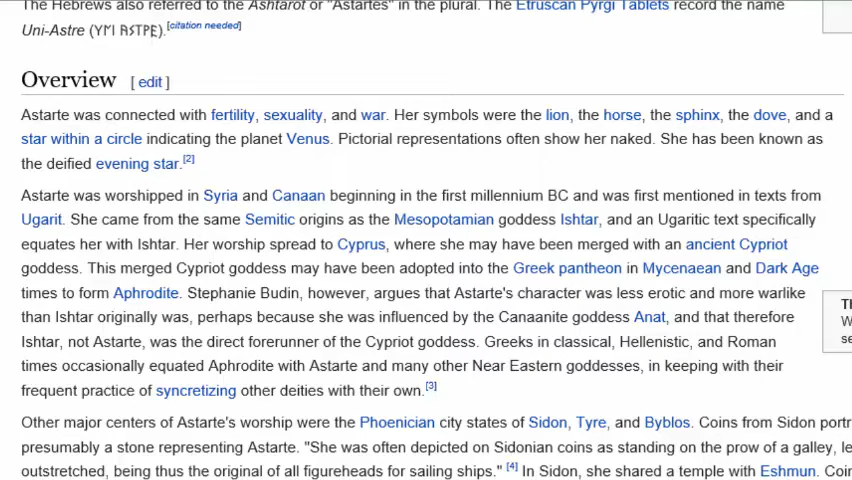 The Hebrews also referred to the Ashtarot or "Astartes" in the plural. The Etruscan Pyrgi Tablets record the name
Uni-Astre (𐌖𐌍𐌉 𐌀𐌔𐌕𐌓𐌄).[citation needed]
Overview [ edit ]
Astarte was connected with fertility, sexuality, and war. Her symbols were the lion, the horse, the sphinx, the dove, and a
star within a circle indicating the planet Venus. Pictorial representations often show her naked. She has been known as
the deified evening star.[2]
Astarte was worshipped in Syria and Canaan beginning in the first millennium BC and was first mentioned in texts from
Ugarit. She came from the same Semitic origins as the Mesopotamian goddess Ishtar, and an Ugaritic text specifically
equates her with Ishtar. Her worship spread to Cyprus, where she may have been merged with an ancient Cypriot
goddess. This merged Cypriot goddess may have been adopted into the Greek pantheon in Mycenaean and Dark Age
times to form Aphrodite. Stephanie Budin, however, argues that Astarte's character was less erotic and more warlike
than Ishtar originally was, perhaps because she was influenced by the Canaanite goddess Anat, and that therefore
Ishtar, not Astarte, was the direct forerunner of the Cypriot goddess. Greeks in classical, Hellenistic, and Roman
times occasionally equated Aphrodite with Astarte and many other Near Eastern goddesses, in keeping with their
frequent practice of syncretizing other deities with their own.[3]
Other major centers of Astarte's worship were the Phoenician city states of Sidon, Tyre, and Byblos. Coins from Sidon portr
presumably a stone representing Astarte. "She was often depicted on Sidonian coins as standing on the prow of a galley, le
outstretched, being thus the original of all figureheads for sailing ships." [4] In Sidon, she shared a temple with Eshmun. Coin